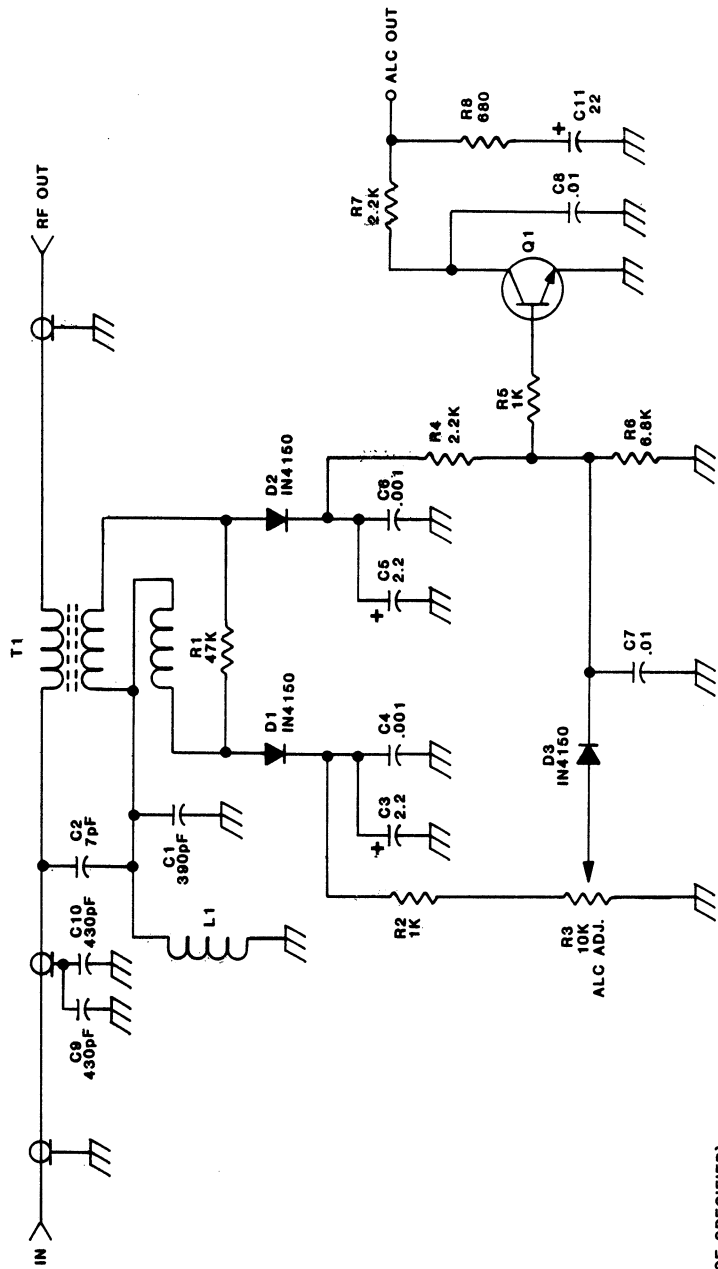 IN
RF OUT
T1
C2
7pF
C10
430pF
C9
430pF
C1
390pF
L1
R1
47K
D1
IN4150
D2
IN4150
C3
2.2
C4
.001
C5
2.2
C6
.001
R2
1K
R3
10K
ALC ADJ.
D3
IN4150
C7
.01
R4
2.2K
R5
1K
R6
6.8K
Q1
R7
2.2K
C8
.01
R8
680
C11
22
ALC OUT
+
+
+